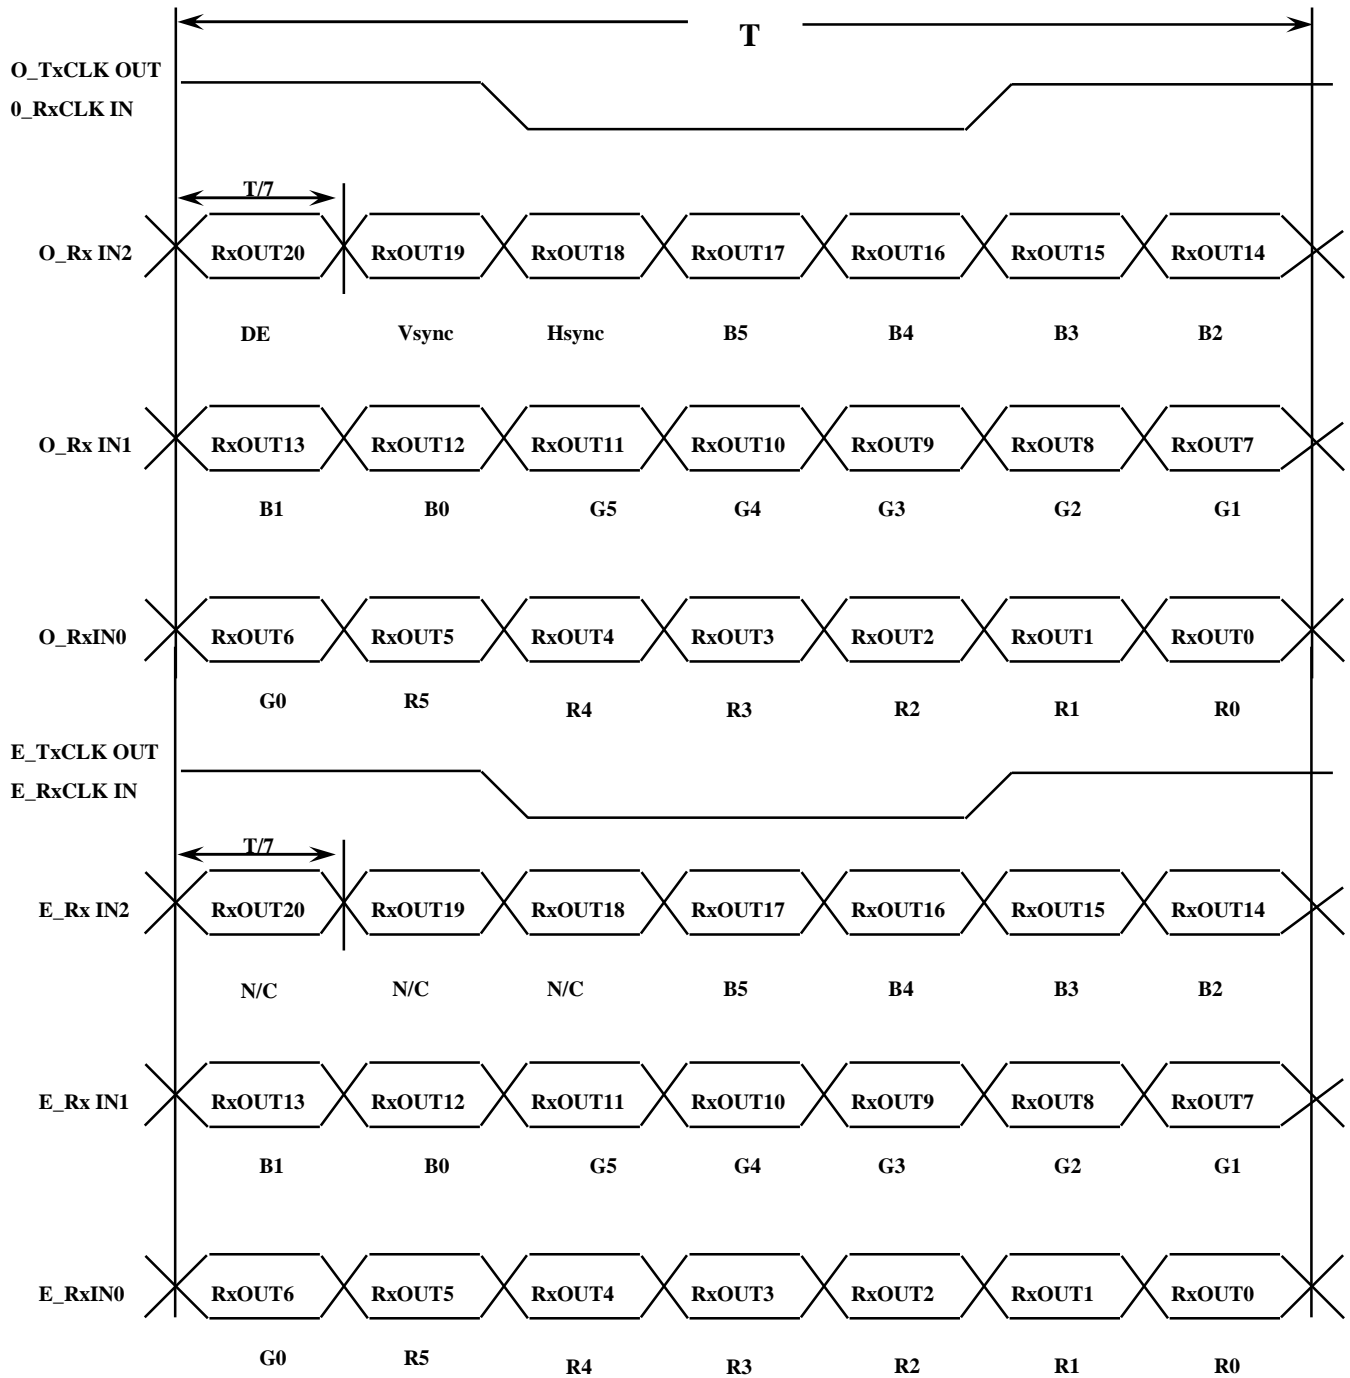 T
O_TxCLK OUT
0_RxCLK IN
T/7
O_Rx IN2 RxOUT20 RxOUT19 RxOUT18 RxOUT17 RxOUT16 RxOUT15 RxOUT14
DE Vsync Hsync B5 B4 B3 B2
O_Rx IN1 RxOUT13 RxOUT12 RxOUT11 RxOUT10 RxOUT9 RxOUT8 RxOUT7
B1 B0 G5 G4 G3 G2 G1
O_RxIN0 RxOUT6 RxOUT5 RxOUT4 RxOUT3 RxOUT2 RxOUT1 RxOUT0
G0 R5 R4 R3 R2 R1 R0
E_TxCLK OUT
E_RxCLK IN
T/7
E_Rx IN2 RxOUT20 RxOUT19 RxOUT18 RxOUT17 RxOUT16 RxOUT15 RxOUT14
N/C N/C N/C B5 B4 B3 B2
E_Rx IN1 RxOUT13 RxOUT12 RxOUT11 RxOUT10 RxOUT9 RxOUT8 RxOUT7
B1 B0 G5 G4 G3 G2 G1
E_RxIN0 RxOUT6 RxOUT5 RxOUT4 RxOUT3 RxOUT2 RxOUT1 RxOUT0
G0 R5 R4 R3 R2 R1 R0